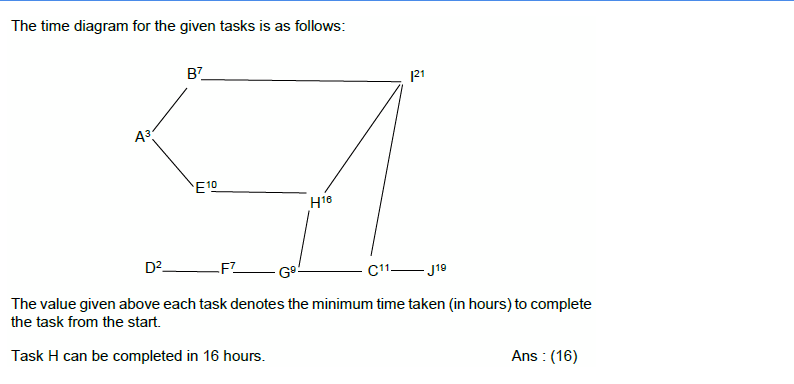 The time diagram for the given tasks is as follows:
B⁷ I²¹
A³
E¹⁰
H¹⁶
D² F⁷ G⁹ C¹¹ J¹⁹
The value given above each task denotes the minimum time taken (in hours) to complete
the task from the start.
Task H can be completed in 16 hours. Ans : (16)